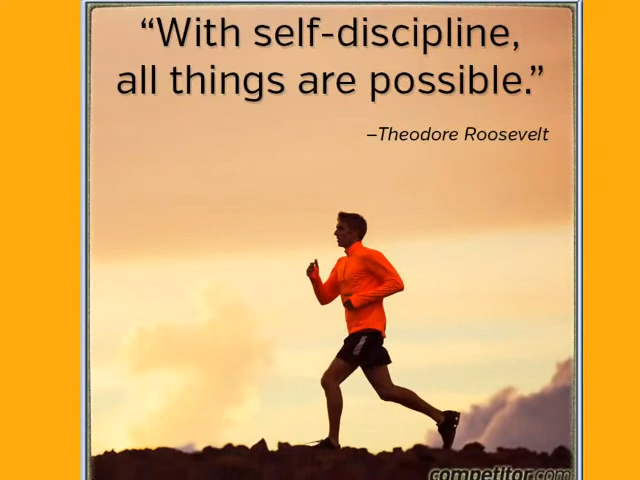 “With self-discipline,
all things are possible.”
–Theodore Roosevelt
competitor.com